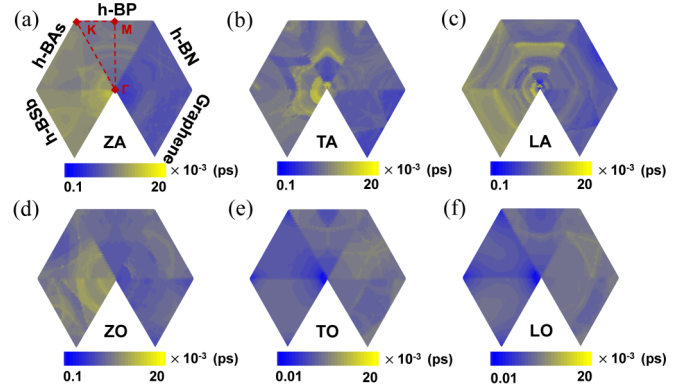 (a)
h-BP
(b)
(c)
h-BAs
K
M
h-BN
Γ
h-BSb
Graphene
ZA
TA
LA
× 10⁻³ (ps)
× 10⁻³ (ps)
× 10⁻³ (ps)
0.1 20
0.1 20
0.1 20
(d)
(e)
(f)
ZO
TO
LO
× 10⁻³ (ps)
× 10⁻³ (ps)
× 10⁻³ (ps)
0.1 20
0.01 20
0.01 20